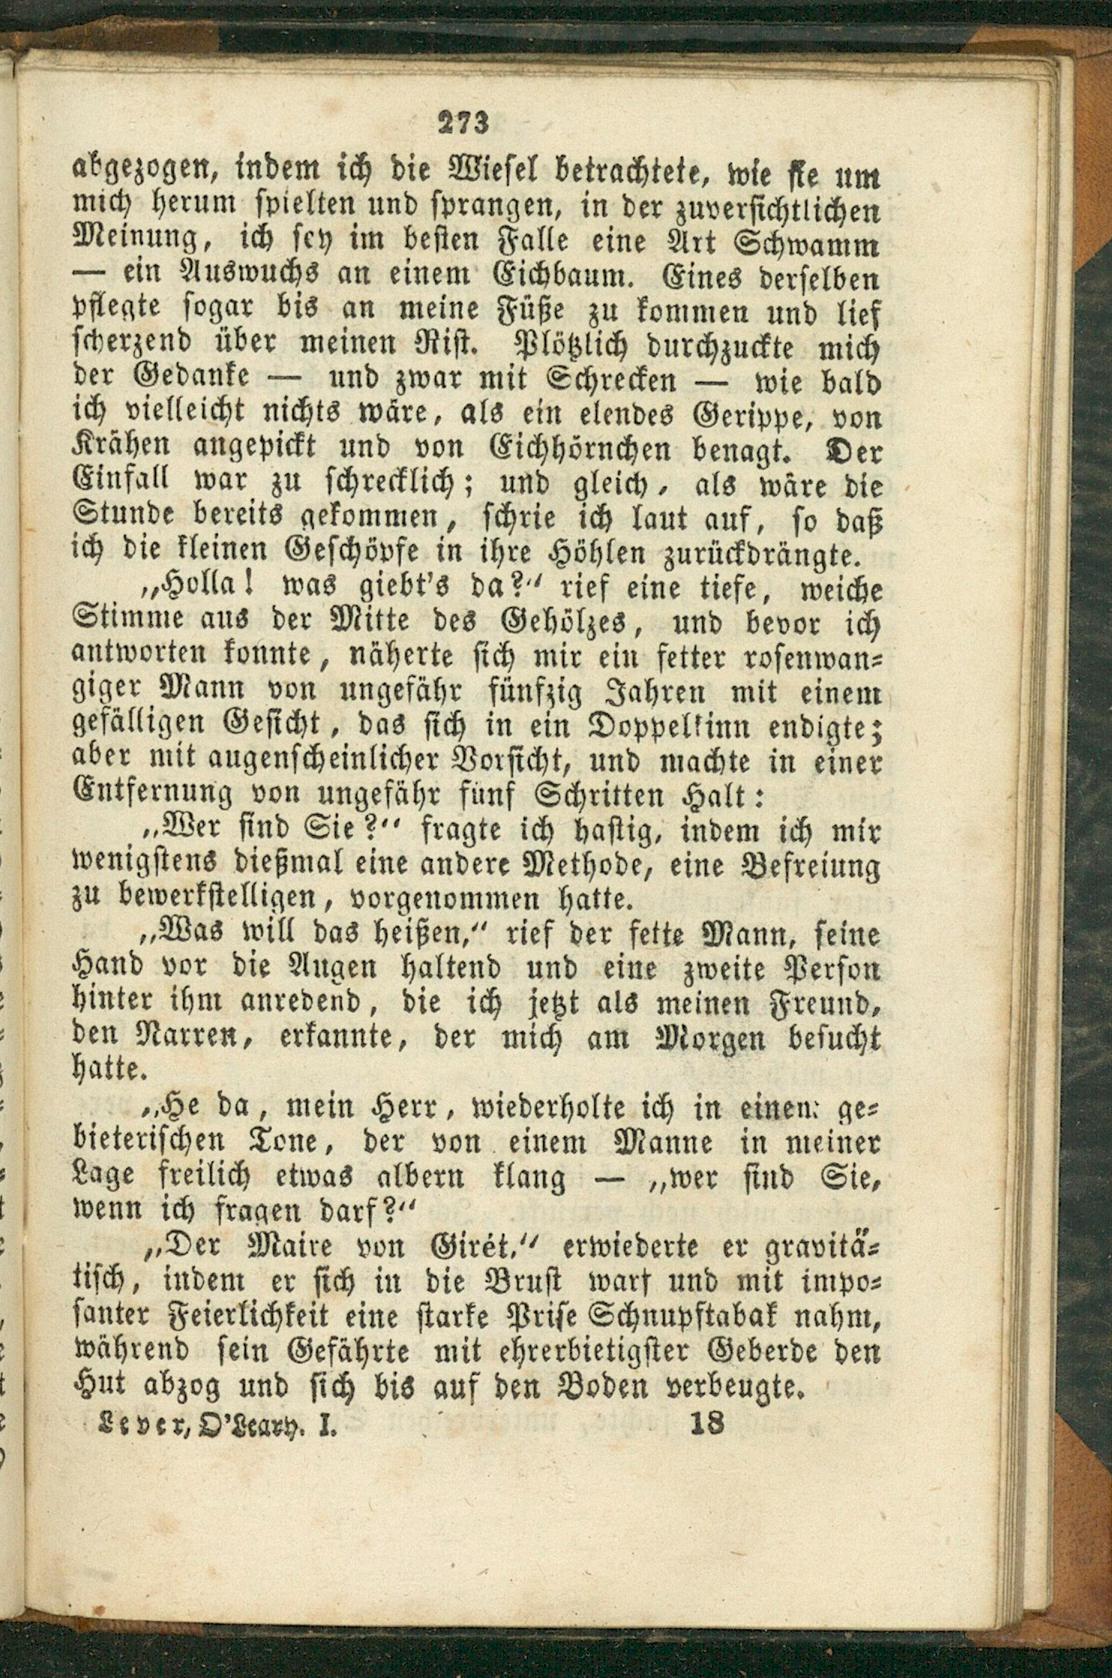 273
abgezogen, indem ich die Wiesel betrachtete, wie sie um
mich herum spielten und sprangen, in der zuversichtlichen
Meinung, ich sey im besten Falle eine Art Schwamm
— ein Auswuchs an einem Eichbaum. Eines derselben
pflegte sogar bis an meine Füße zu kommen und lief
scherzend über meinen Rist. Plötzlich durchzuckte mich
der Gedanke — und zwar mit Schrecken — wie bald
ich vielleicht nichts wäre, als ein elendes Gerippe, von
Krähen angepickt und von Eichhörnchen benagt. Der
Einfall war zu schrecklich; und gleich, als wäre die
Stunde bereits gekommen, schrie ich laut auf, so daß
ich die kleinen Geschöpfe in ihre Höhlen zurückdrängte.
„Holla! was giebt's da?“ rief eine tiefe, weiche
Stimme aus der Mitte des Gehölzes, und bevor ich
antworten konnte, näherte sich mir ein fetter rosenwan-
giger Mann von ungefähr fünfzig Jahren mit einem
gefälligen Gesicht, das sich in ein Doppelkinn endigte;
aber mit augenscheinlicher Vorsicht, und machte in einer
Entfernung von ungefähr fünf Schritten Halt:
„Wer sind Sie?“ fragte ich hastig, indem ich mir
wenigstens dießmal eine andere Methode, eine Befreiung
zu bewerkstelligen, vorgenommen hatte.
„Was will das heißen,“ rief der fette Mann, seine
Hand vor die Augen haltend und eine zweite Person
hinter ihm anredend, die ich jetzt als meinen Freund,
den Narren, erkannte, der mich am Morgen besucht
hatte.
„He da, mein Herr, wiederholte ich in einem ge-
bieterischen Tone, der von einem Manne in meiner
Lage freilich etwas albern klang — „wer sind Sie,
wenn ich fragen darf?“
„Der Maire von Girét,“ erwiederte er gravitä-
tisch, indem er sich in die Brust warf und mit impo-
santer Feierlichkeit eine starke Prise Schnupftabak nahm,
während sein Gefährte mit ehrerbietigster Geberde den
Hut abzog und sich bis auf den Boden verbeugte.
Lever, O'Leary. I. 18